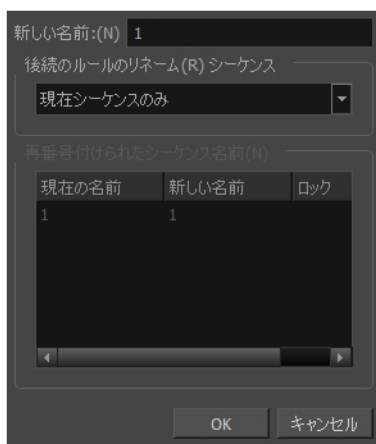 新しい名前:(N) 1
後続のルールのリネーム(R) シーケンス
現在シーケンスのみ
再番号付けられたシーケンス名前(N)
現在の名前 新しい名前 ロック
1 1
OK キャンセル